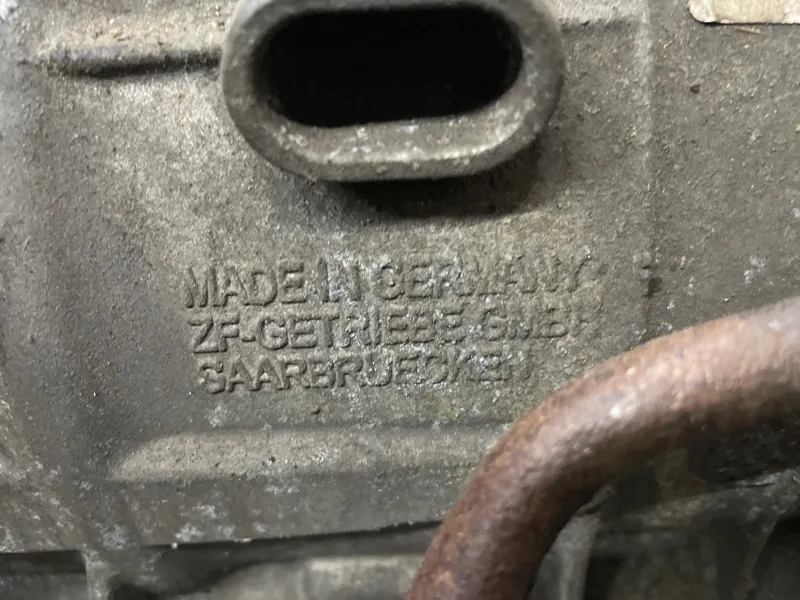 MADE IN GERMANY
ZF-GETRIEBE GMBH
SAARBRUECKEN